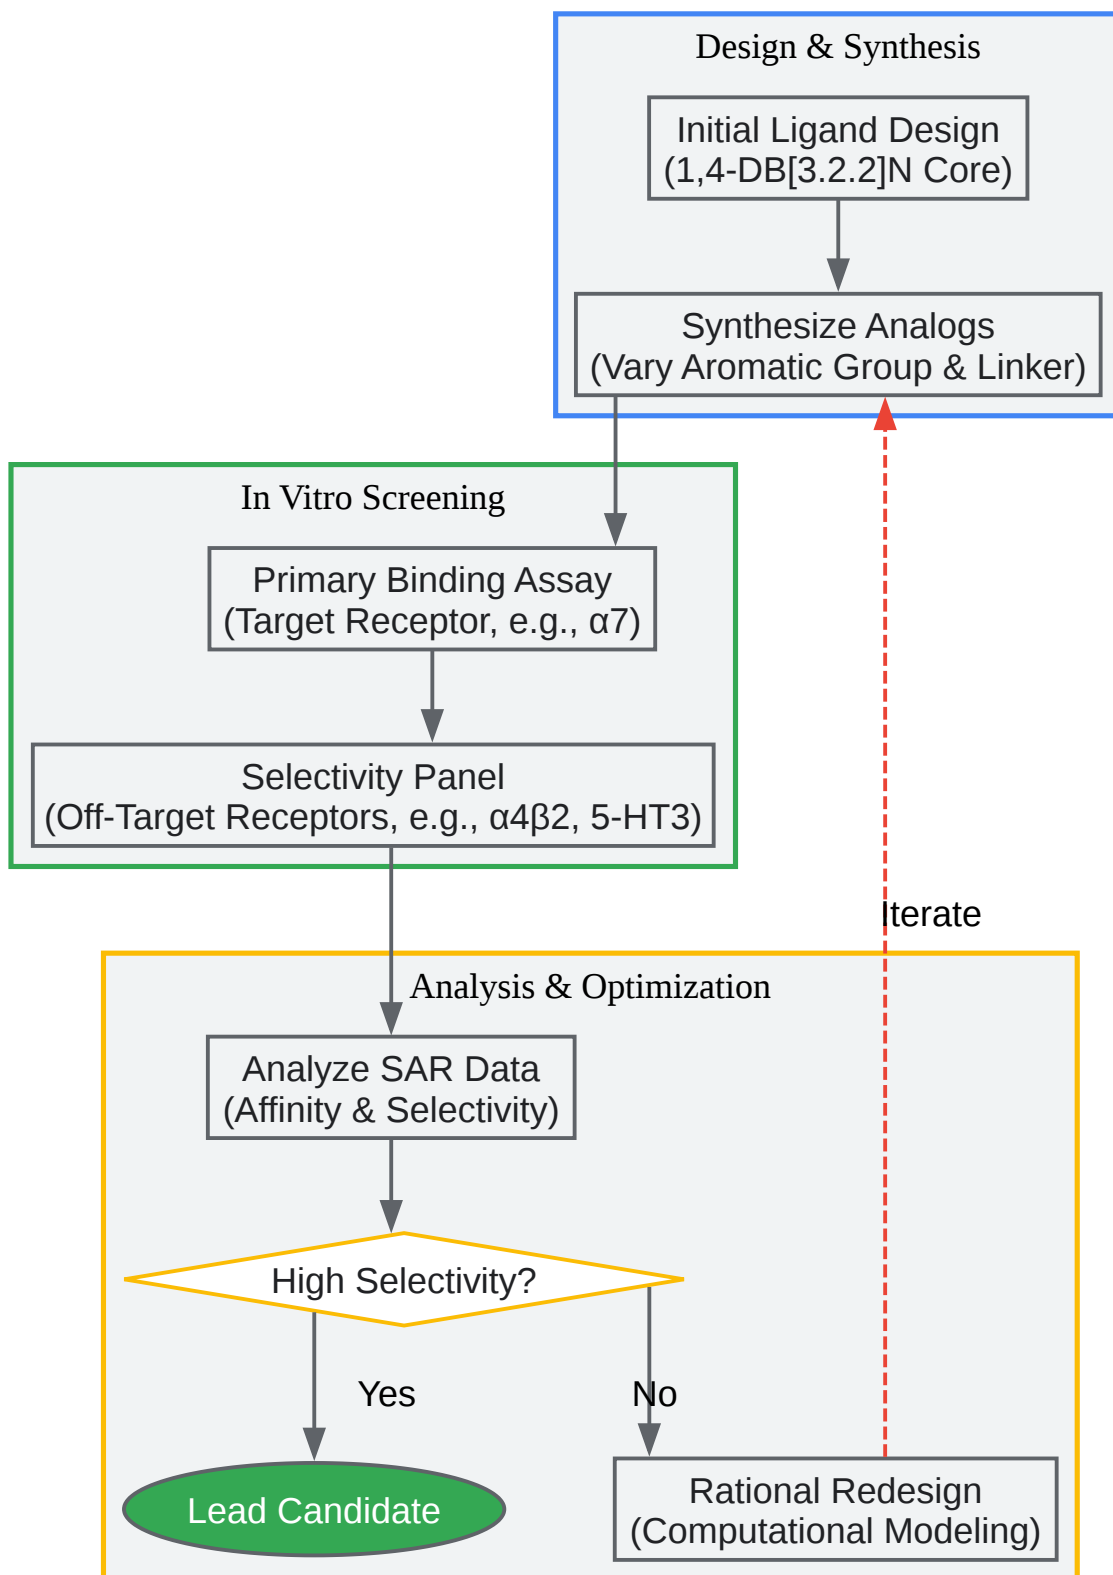 Design & Synthesis
Initial Ligand Design
(1,4-DB[3.2.2]N Core)
Synthesize Analogs
(Vary Aromatic Group & Linker)
In Vitro Screening
Primary Binding Assay
(Target Receptor, e.g., α7)
Selectivity Panel
(Off-Target Receptors, e.g., α4β2, 5-HT3)
Iterate
Analysis & Optimization
Analyze SAR Data
(Affinity & Selectivity)
High Selectivity?
Yes
No
Lead Candidate
Rational Redesign
(Computational Modeling)